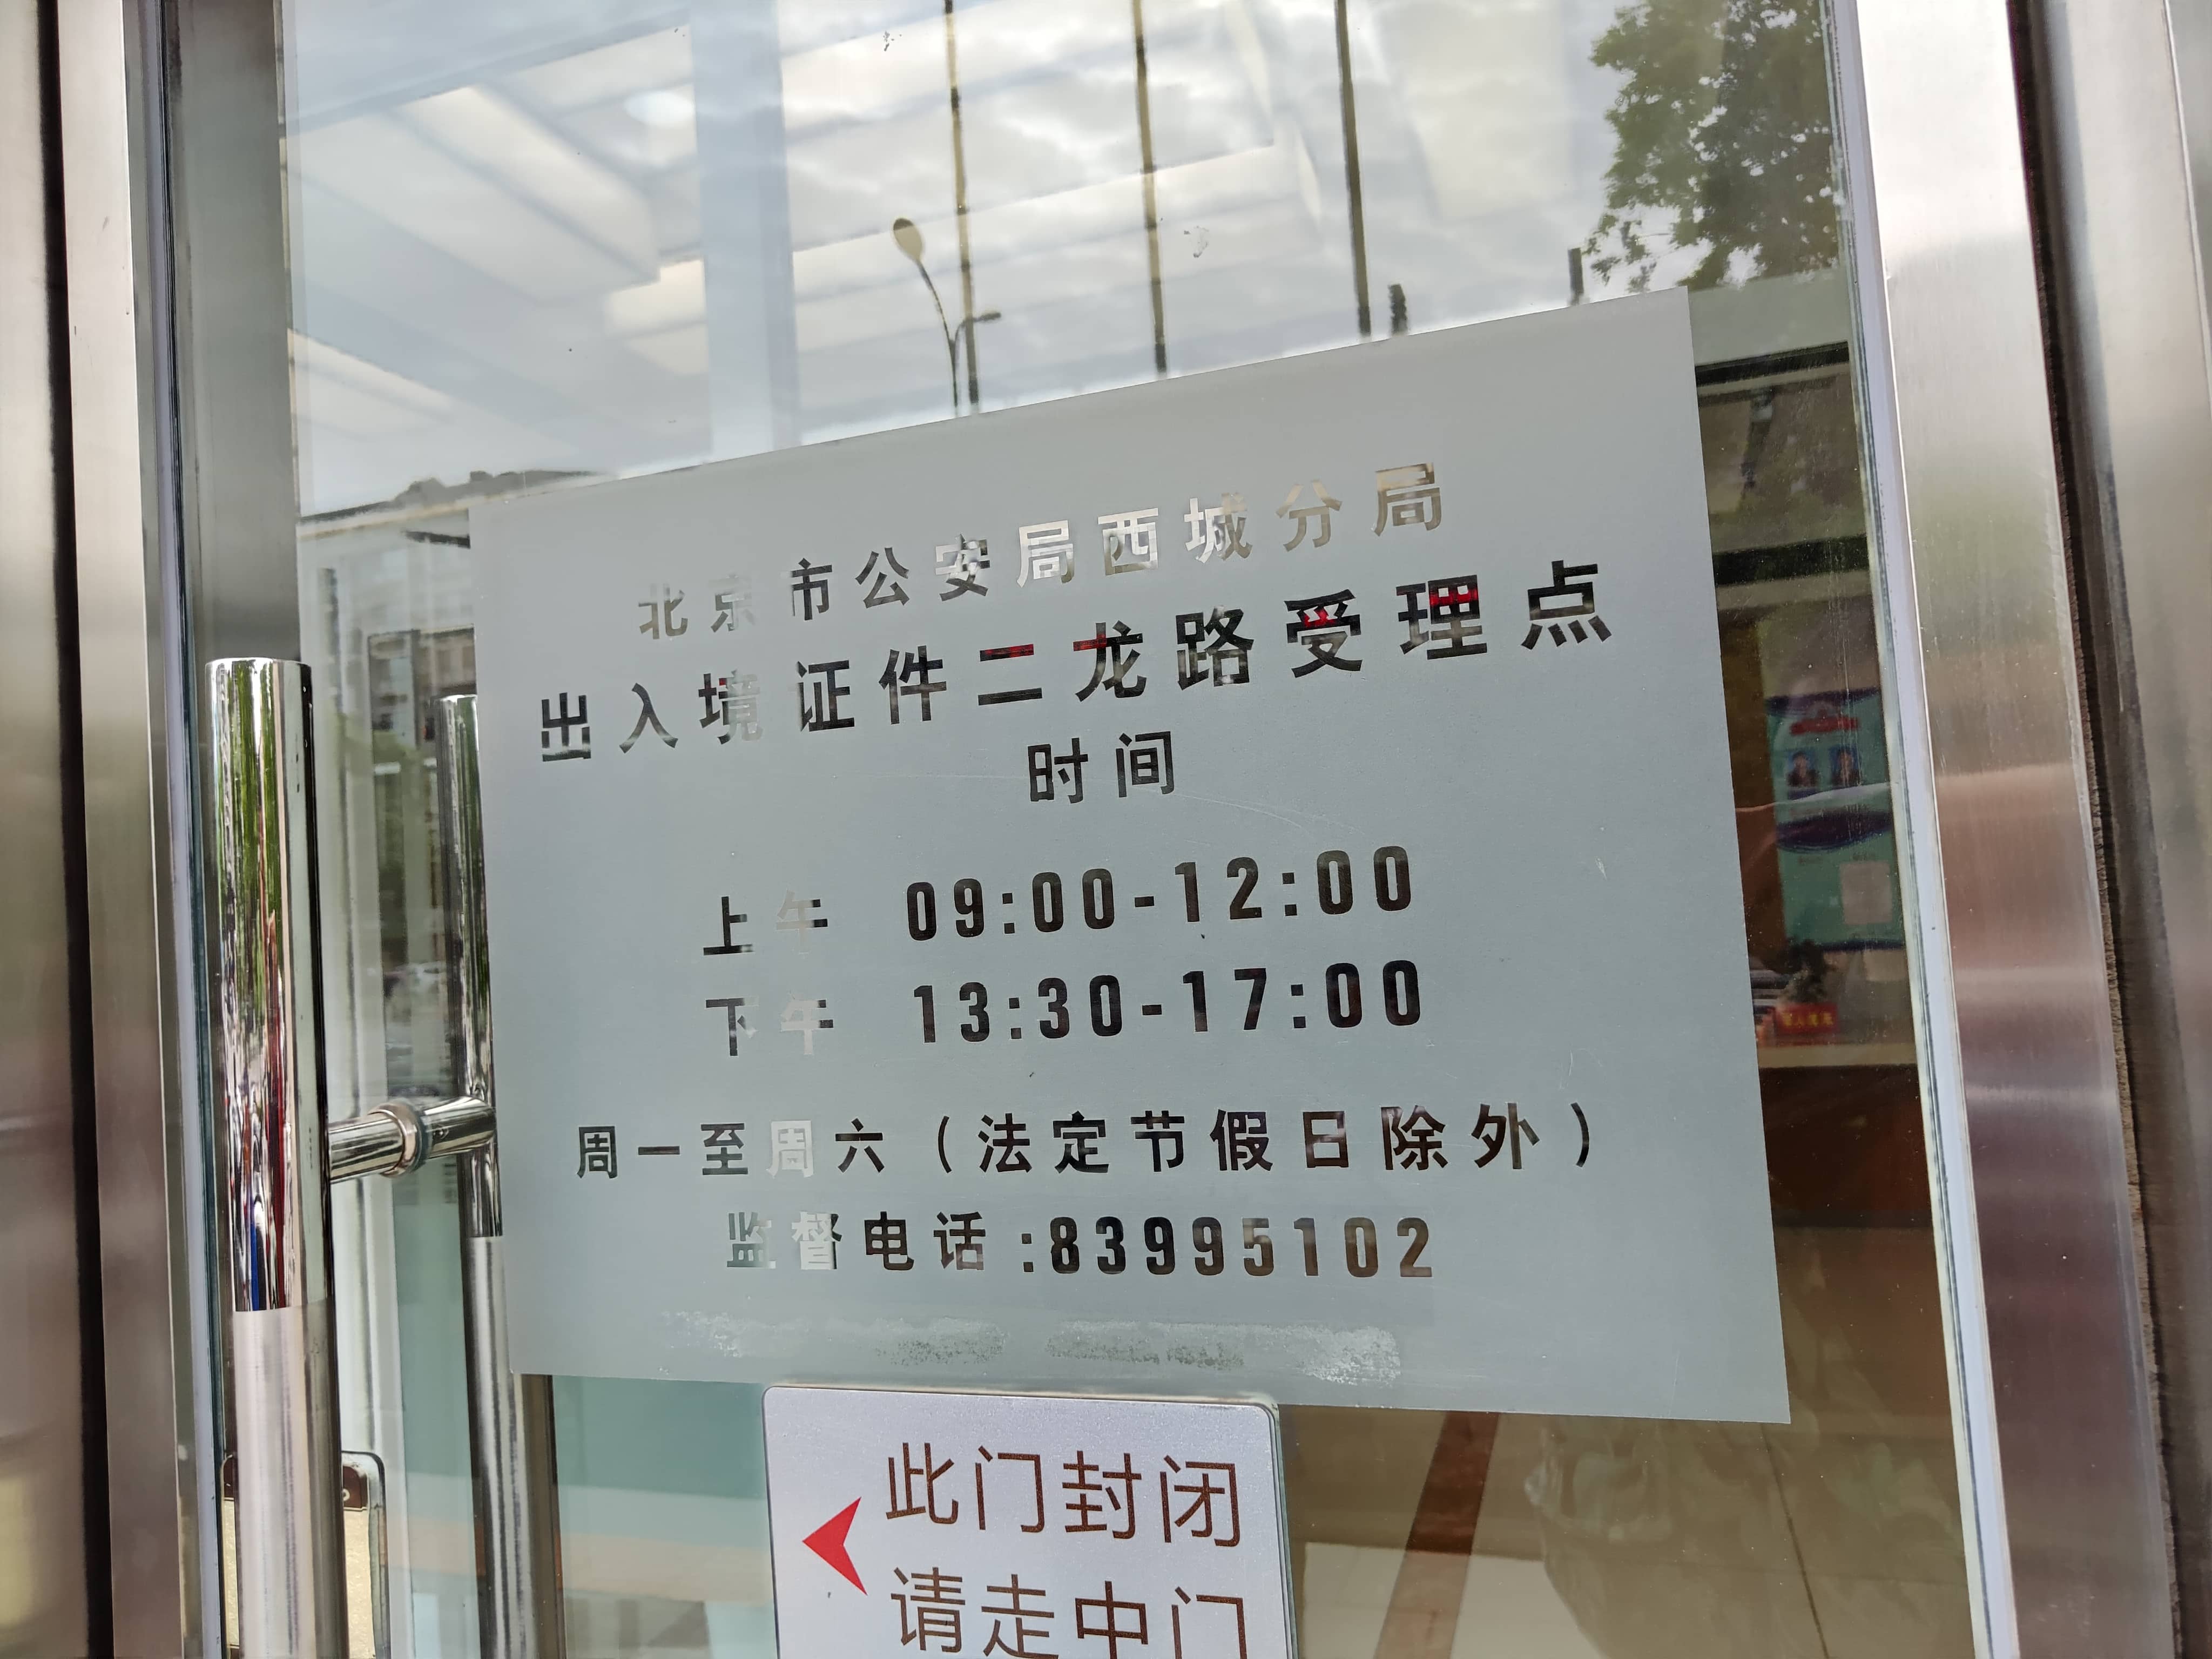 北京市公安局西城分局
出入境证件二龙路受理点
时间
上午 09:00-12:00
下午 13:30-17:00
周一至周六（法定节假日除外）
监督电话:83995102
此门封闭
请走中门